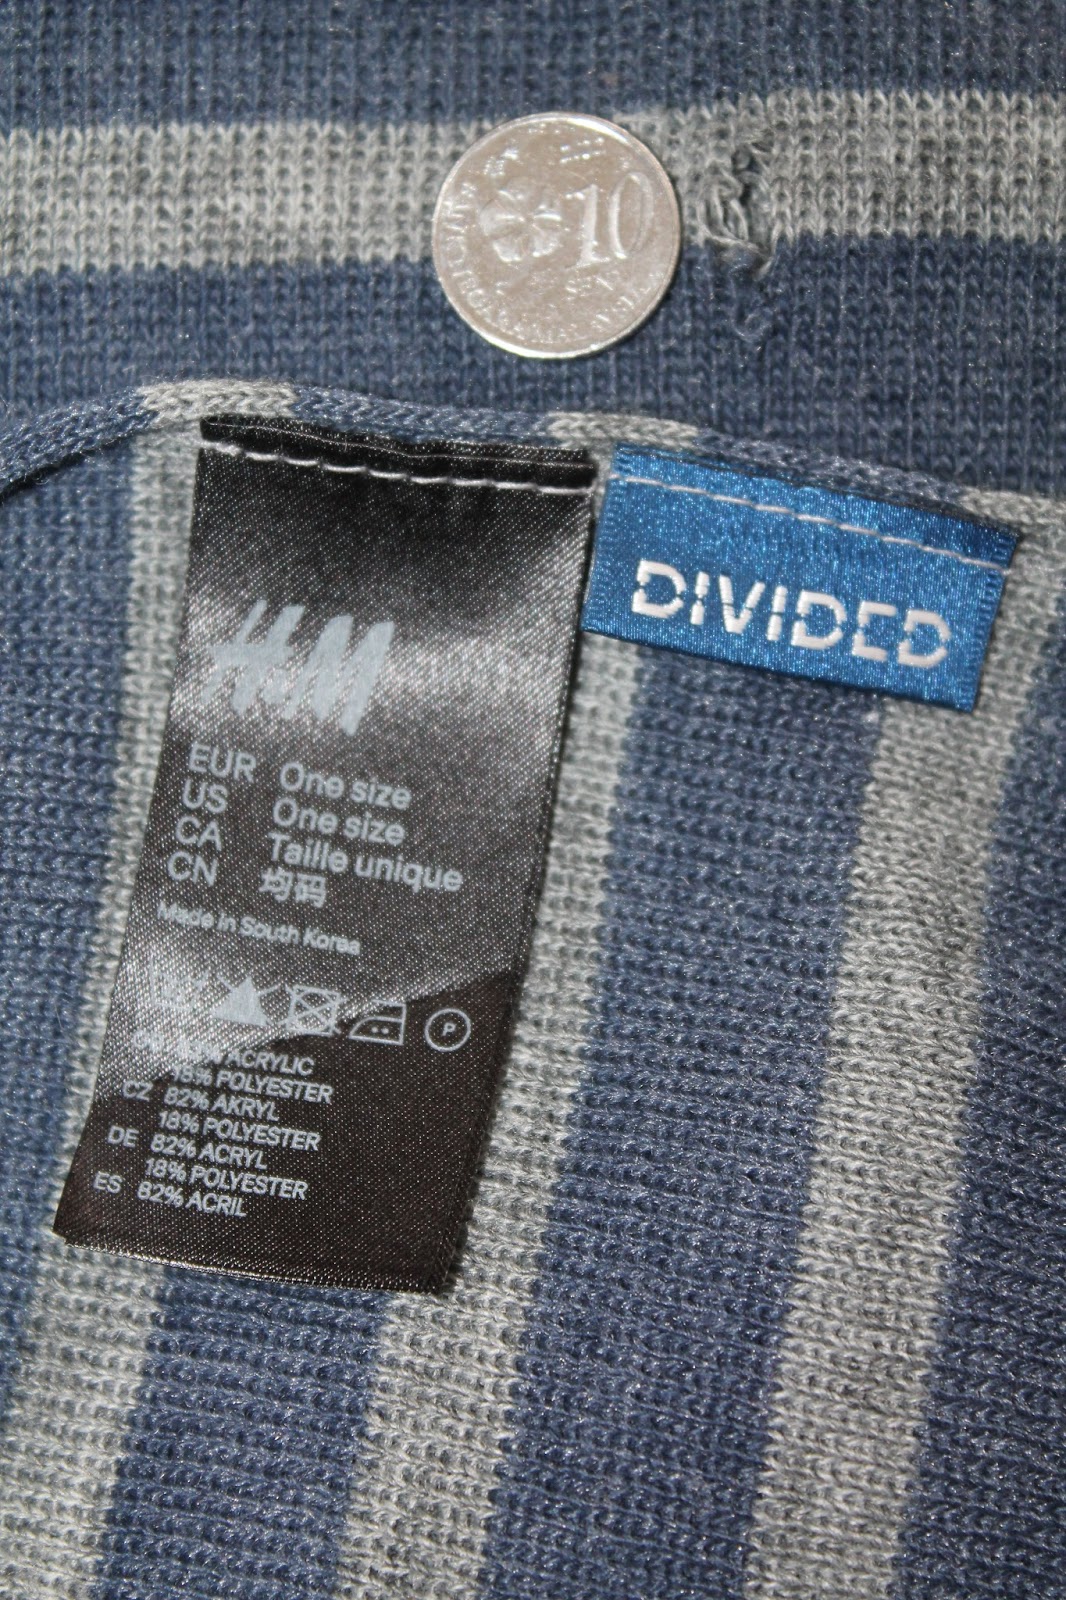 10
SEN
DIVIDED
H&M
EUR One size
US One size
CA Taille unique
CN 均码
Made in South Korea
P
ACRYLIC
18% POLYESTER
CZ 82% AKRYL
18% POLYESTER
DE 82% ACRYL
18% POLYESTER
ES 82% ACRIL